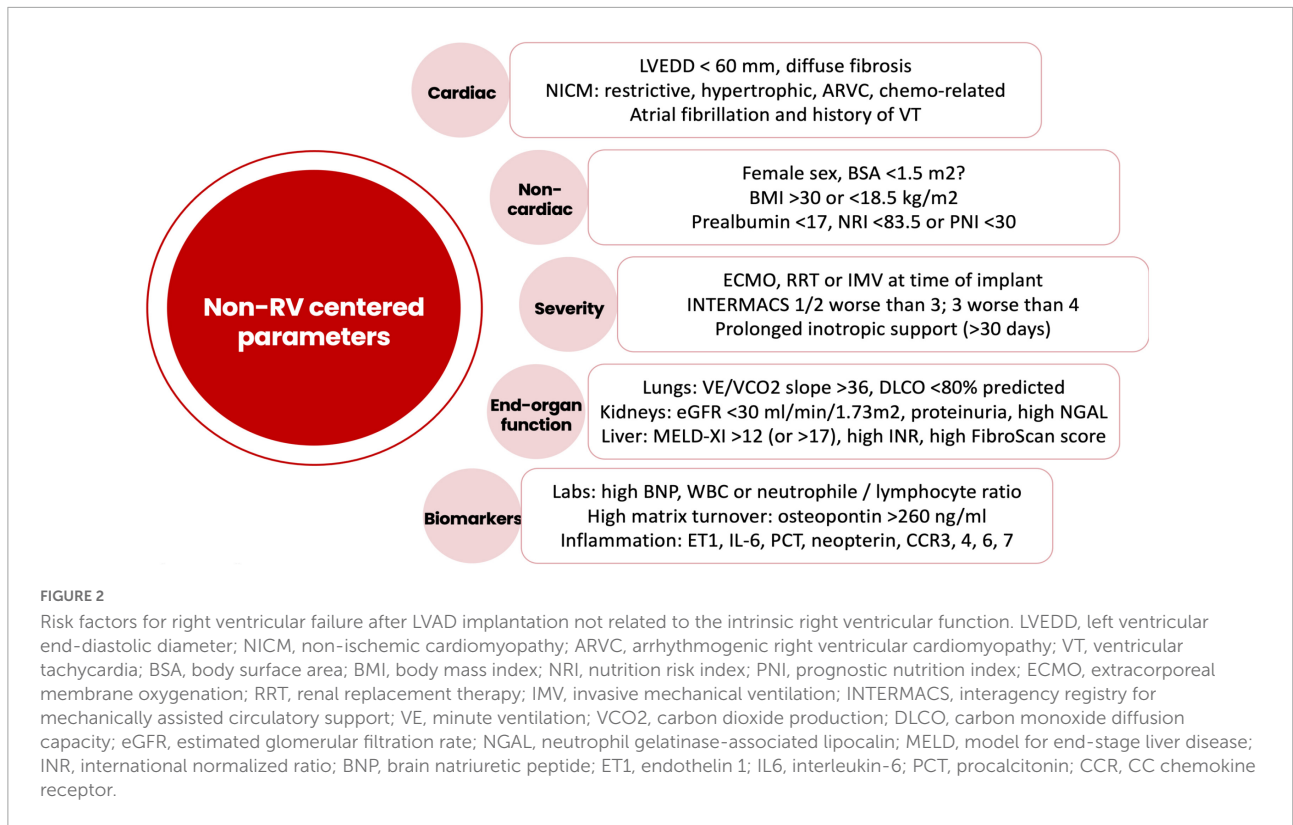 Non-RV centered
parameters
Cardiac
LVEDD < 60 mm, diffuse fibrosis
NICM: restrictive, hypertrophic, ARVC, chemo-related
Atrial fibrillation and history of VT
Non-
cardiac
Female sex, BSA <1.5 m2?
BMI >30 or <18.5 kg/m2
Prealbumin <17, NRI <83.5 or PNI <30
Severity
ECMO, RRT or IMV at time of implant
INTERMACS 1/2 worse than 3; 3 worse than 4
Prolonged inotropic support (>30 days)
End-organ
function
Lungs: VE/VCO2 slope >36, DLCO <80% predicted
Kidneys: eGFR <30 ml/min/1.73m2, proteinuria, high NGAL
Liver: MELD-XI >12 (or >17), high INR, high FibroScan score
Biomarkers
Labs: high BNP, WBC or neutrophile / lymphocyte ratio
High matrix turnover: osteopontin >260 ng/ml
Inflammation: ET1, IL-6, PCT, neopterin, CCR3, 4, 6, 7
FIGURE 2
Risk factors for right ventricular failure after LVAD implantation not related to the intrinsic right ventricular function. LVEDD, left ventricular
end-diastolic diameter; NICM, non-ischemic cardiomyopathy; ARVC, arrhythmogenic right ventricular cardiomyopathy; VT, ventricular
tachycardia; BSA, body surface area; BMI, body mass index; NRI, nutrition risk index; PNI, prognostic nutrition index; ECMO, extracorporeal
membrane oxygenation; RRT, renal replacement therapy; IMV, invasive mechanical ventilation; INTERMACS, interagency registry for
mechanically assisted circulatory support; VE, minute ventilation; VCO2, carbon dioxide production; DLCO, carbon monoxide diffusion
capacity; eGFR, estimated glomerular filtration rate; NGAL, neutrophil gelatinase-associated lipocalin; MELD, model for end-stage liver disease;
INR, international normalized ratio; BNP, brain natriuretic peptide; ET1, endothelin 1; IL6, interleukin-6; PCT, procalcitonin; CCR, CC chemokine
receptor.